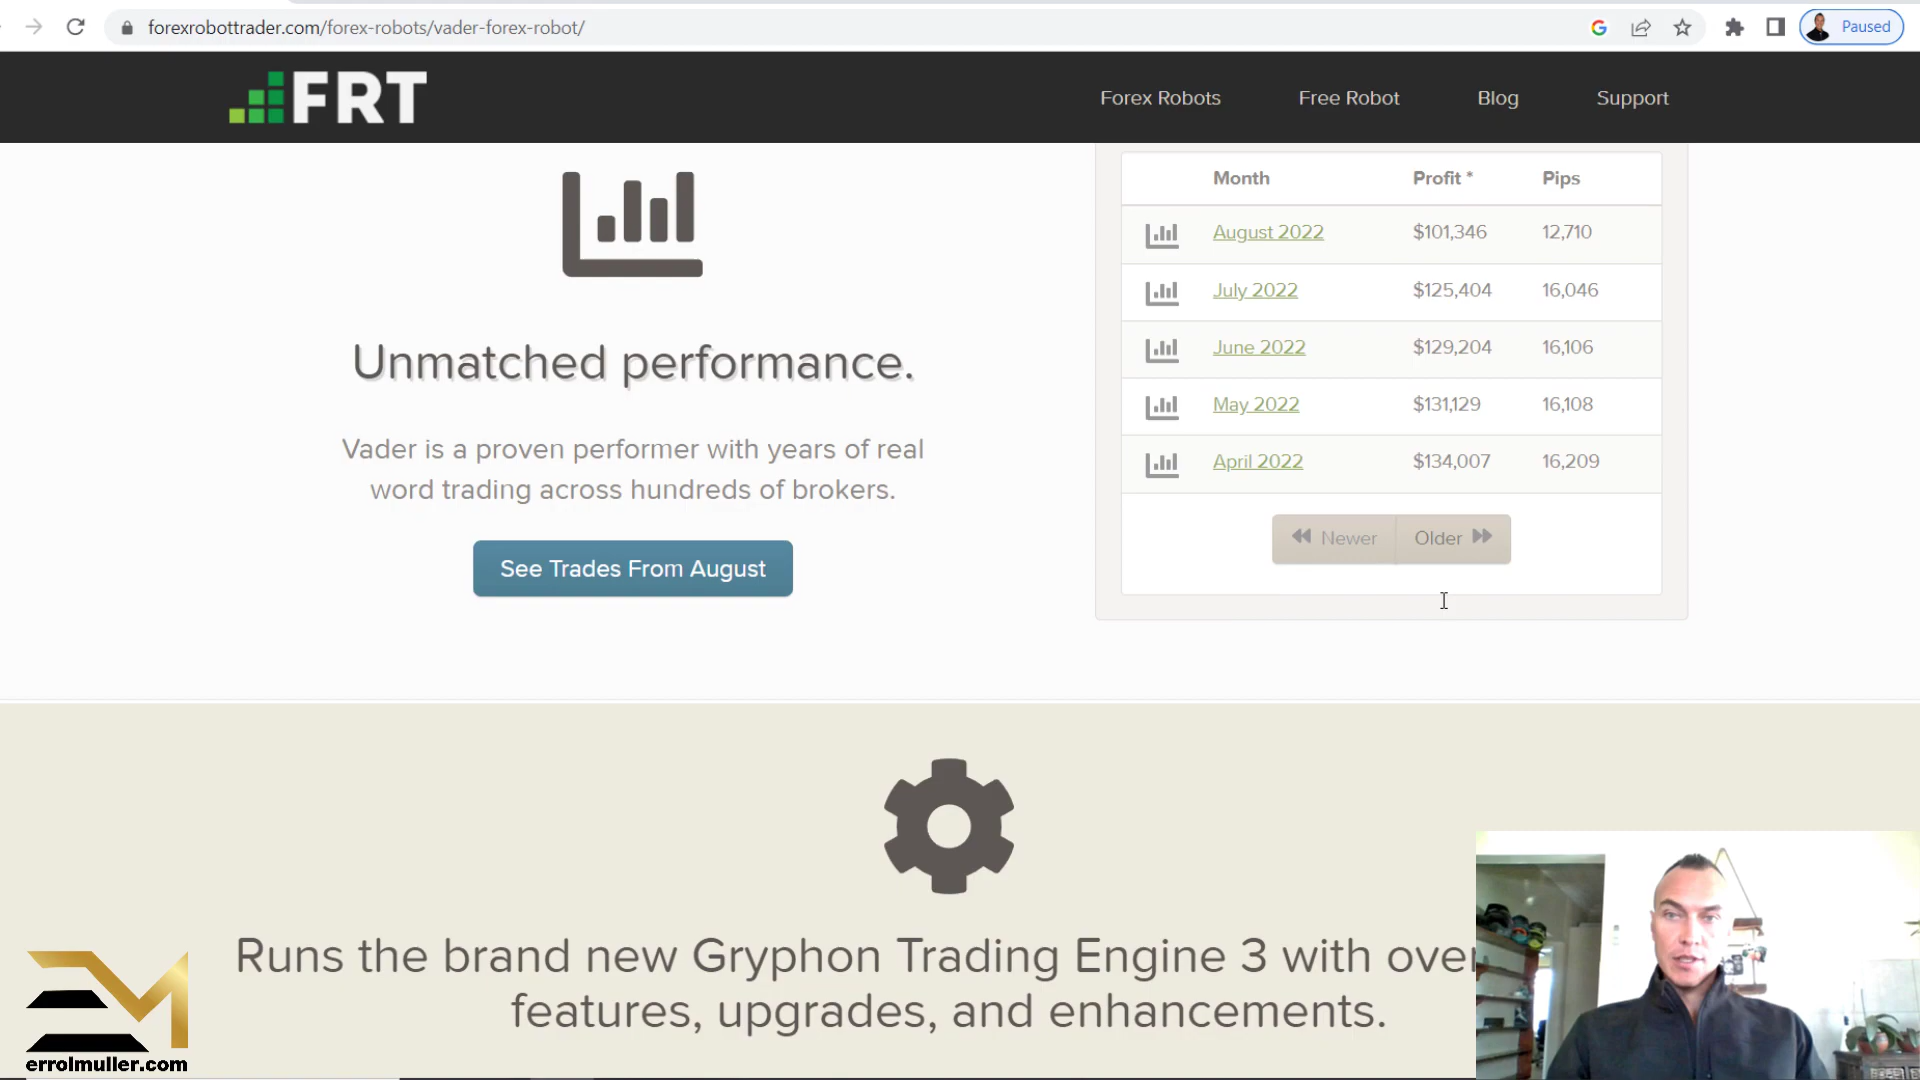 forexrobottrader.com/forex-robots/vader-forex-robot/
Paused
FRT
Forex Robots
Free Robot
Blog
Support
Unmatched performance.
Vader is a proven performer with years of real
word trading across hundreds of brokers.
See Trades From August
Month Profit * Pips
August 2022 $101,346 12,710
July 2022 $125,404 16,046
June 2022 $129,204 16,106
May 2022 $131,129 16,108
April 2022 $134,007 16,209
Newer Older
Runs the brand new Gryphon Trading Engine 3 with over
features, upgrades, and enhancements.
EM
errolmuller.com